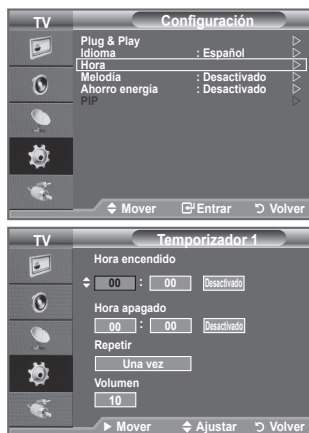 TV Configuración
Plug & Play
Idioma : Español
Hora
Melodía : Desactivado
Ahorro energía : Desactivado
PIP
Mover Entrar Volver
TV Temporizador 1
Hora encendido
00 : 00 Desactivado
Hora apagado
00 : 00 Desactivado
Repetir
Una vez
Volumen
10
Mover Ajustar Volver